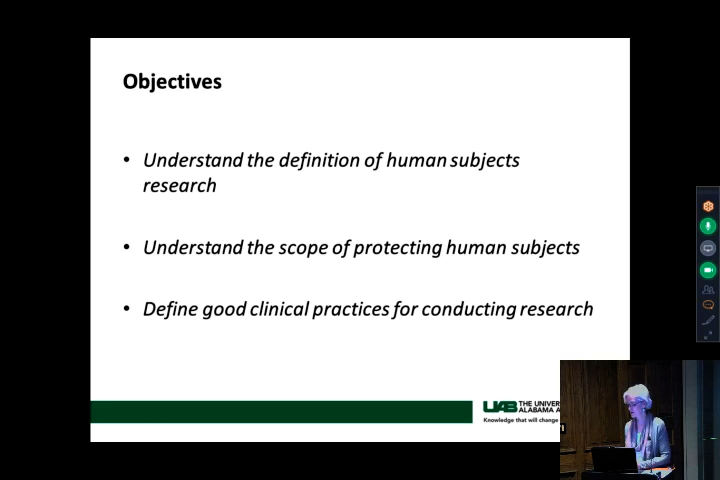 Objectives
• Understand the definition of human subjects
research
• Understand the scope of protecting human subjects
• Define good clinical practices for conducting research
UAB THE UNIVER
ALABAMA A
Knowledge that will change